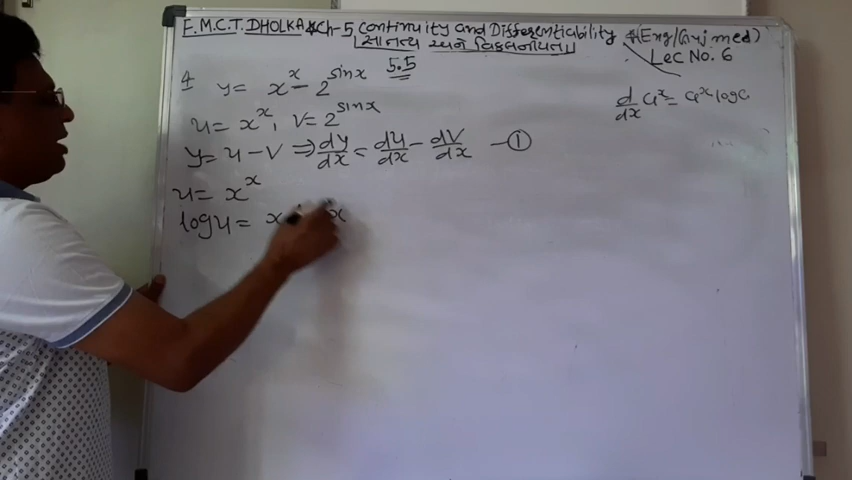 F.M.C.T. DHOLKA Ch-5 Continuity and Differentiability (Eng/Guj med)
સાતત્ય અને વિકલનીયતા Lec No. 6
5.5
4 y = x^x - 2^sinx
d/dx a^x = a^x log a
u = x^x, v = 2^sinx
y = u - v ⇒ dy/dx = du/dx - dv/dx — ①
u = x^x
log u = x x